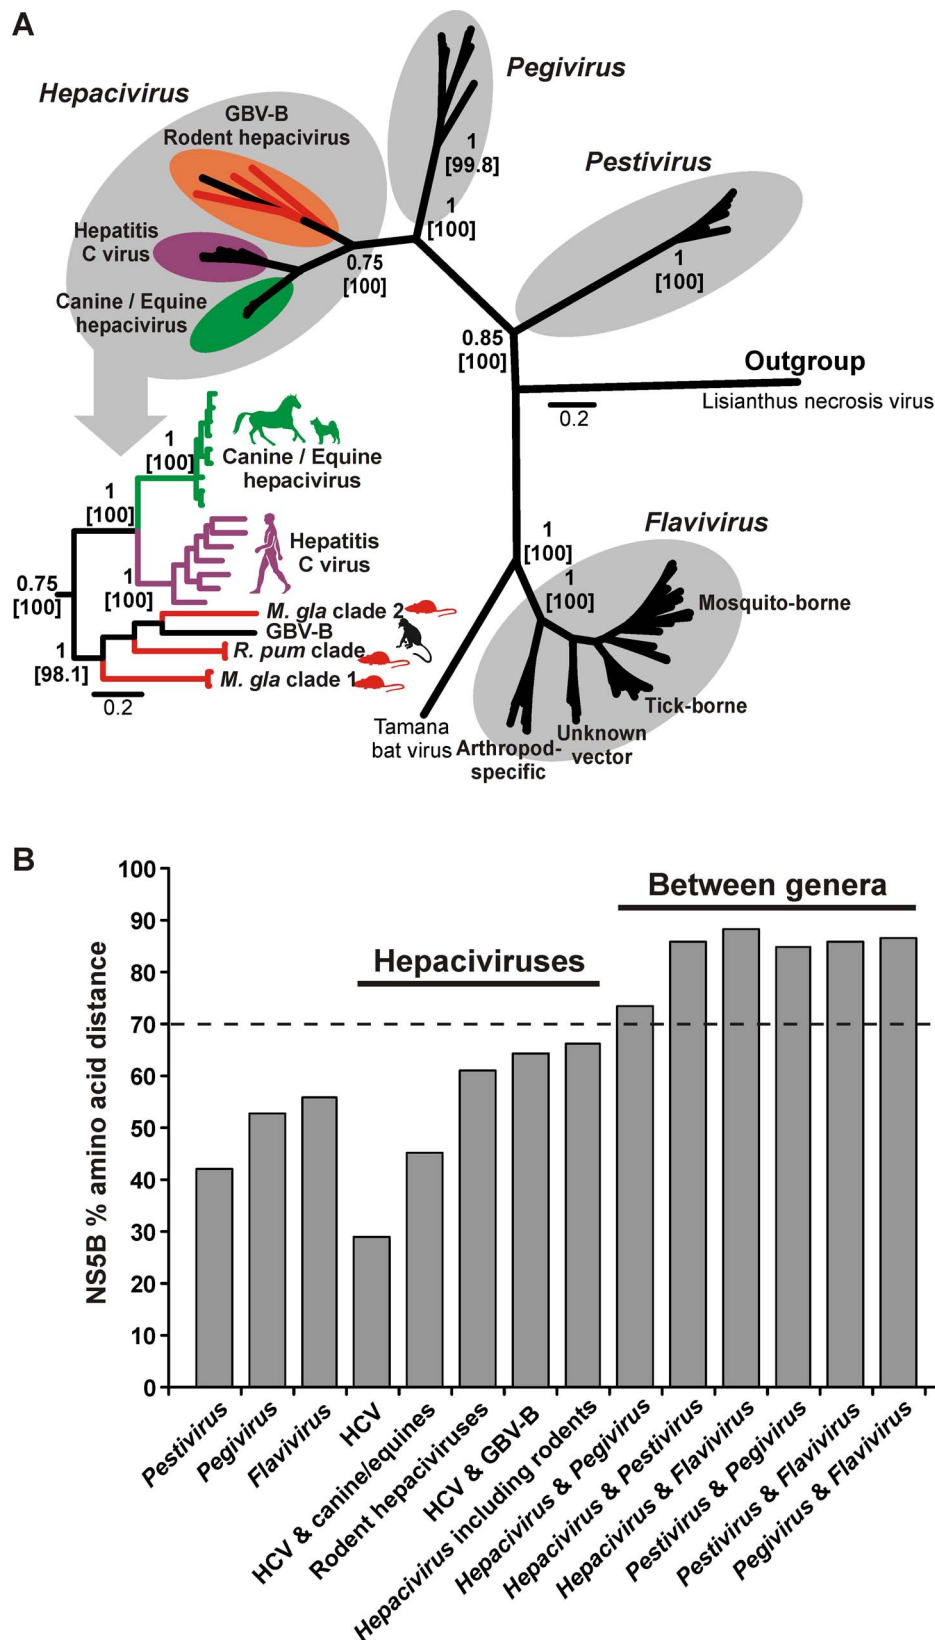 A
Pegivirus
Hepacivirus
GBV-B
Rodent hepacivirus
1
[99.8]
Pestivirus
1
[100]
Hepatitis
C virus
0.75
[100]
1
[100]
Canine / Equine
hepacivirus
0.85
[100]
Outgroup
Lisianthus necrosis virus
0.2
1
[100]
Canine / Equine
hepacivirus
1
[100]
Hepatitis
C virus
1
[100]
0.75
[100]
M. gla clade 2
GBV-B
R. pum clade
M. gla clade 1
1
[98.1]
0.2
Flavivirus
1
[100]
1
[100]
Mosquito-borne
Tick-borne
Unknown
vector
Arthropod-
specific
Tamana
bat virus
B
NS5B % amino acid distance
100
90
80
70
60
50
40
30
20
10
0
Hepaciviruses
Between genera
Pestivirus
Pegivirus
Flavivirus
HCV
HCV & canine/equines
Rodent hepaciviruses
HCV & GBV-B
Hepacivirus including rodents
Hepacivirus & Pegivirus
Hepacivirus & Pestivirus
Hepacivirus & Flavivirus
Pestivirus & Pegivirus
Pestivirus & Flavivirus
Pegivirus & Flavivirus